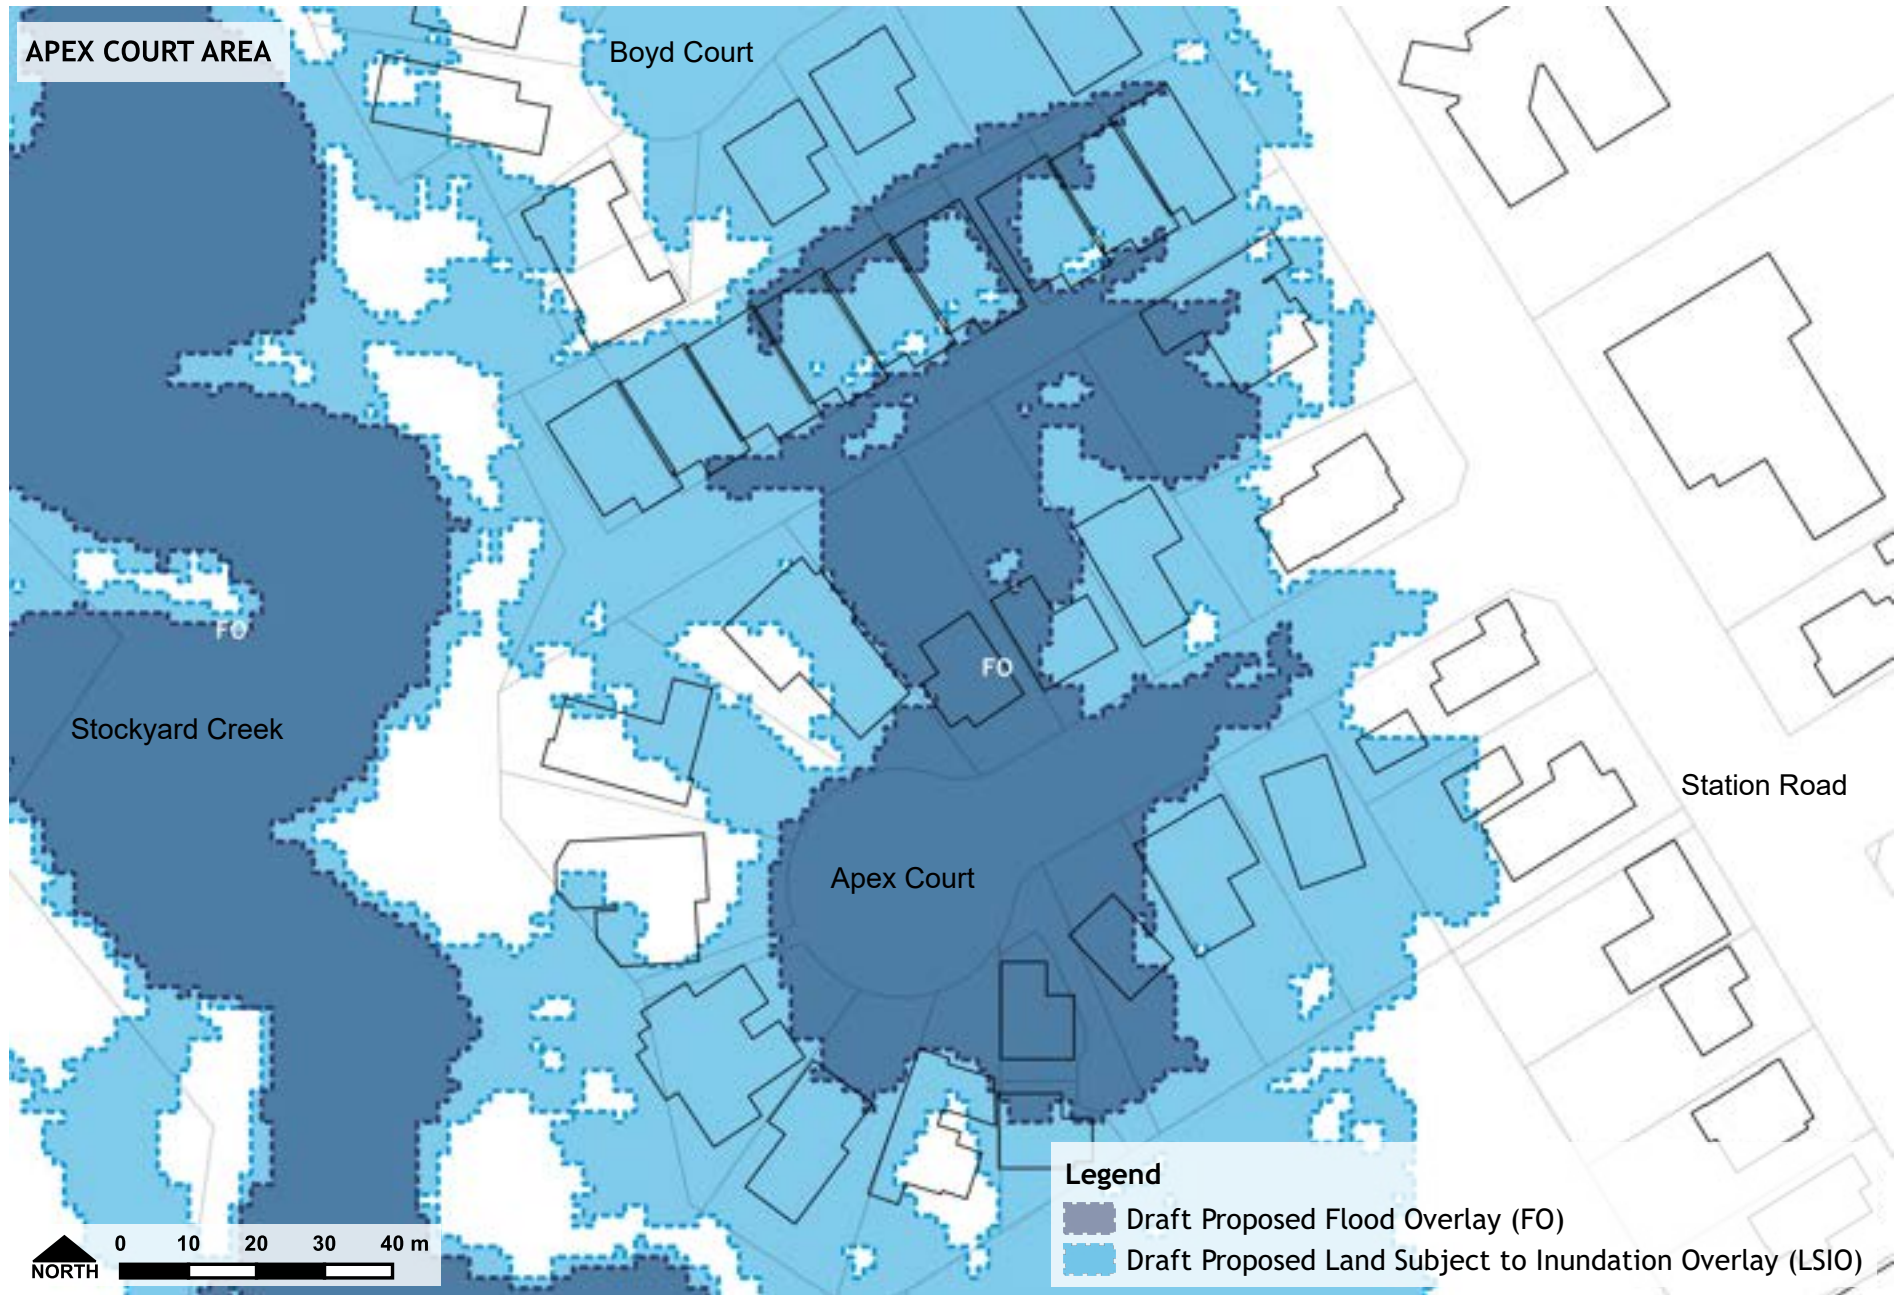 APEX COURT AREA
Boyd Court
FO
FO
Stockyard Creek
Station Road
Apex Court
Legend
Draft Proposed Flood Overlay (FO)
Draft Proposed Land Subject to Inundation Overlay (LSIO)
0 10 20 30 40 m
NORTH